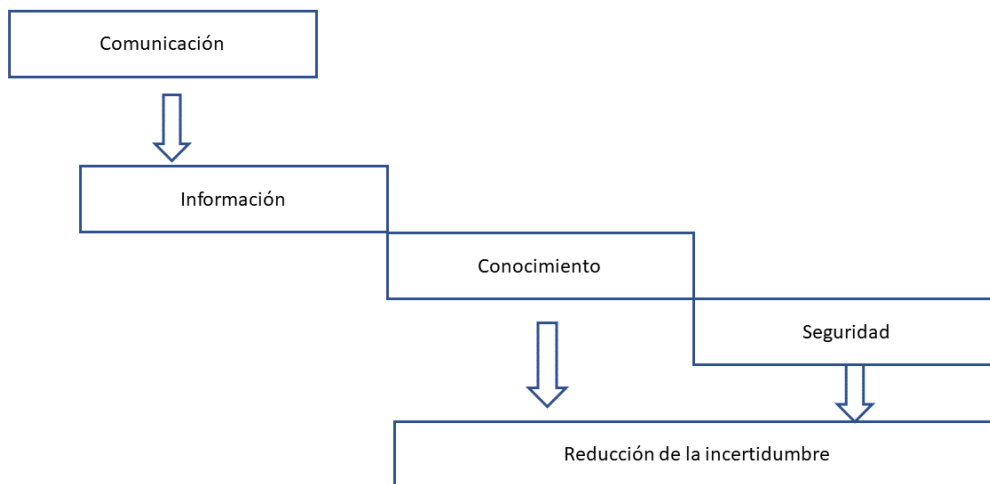 Comunicación
Información
Conocimiento
Seguridad
Reducción de la incertidumbre